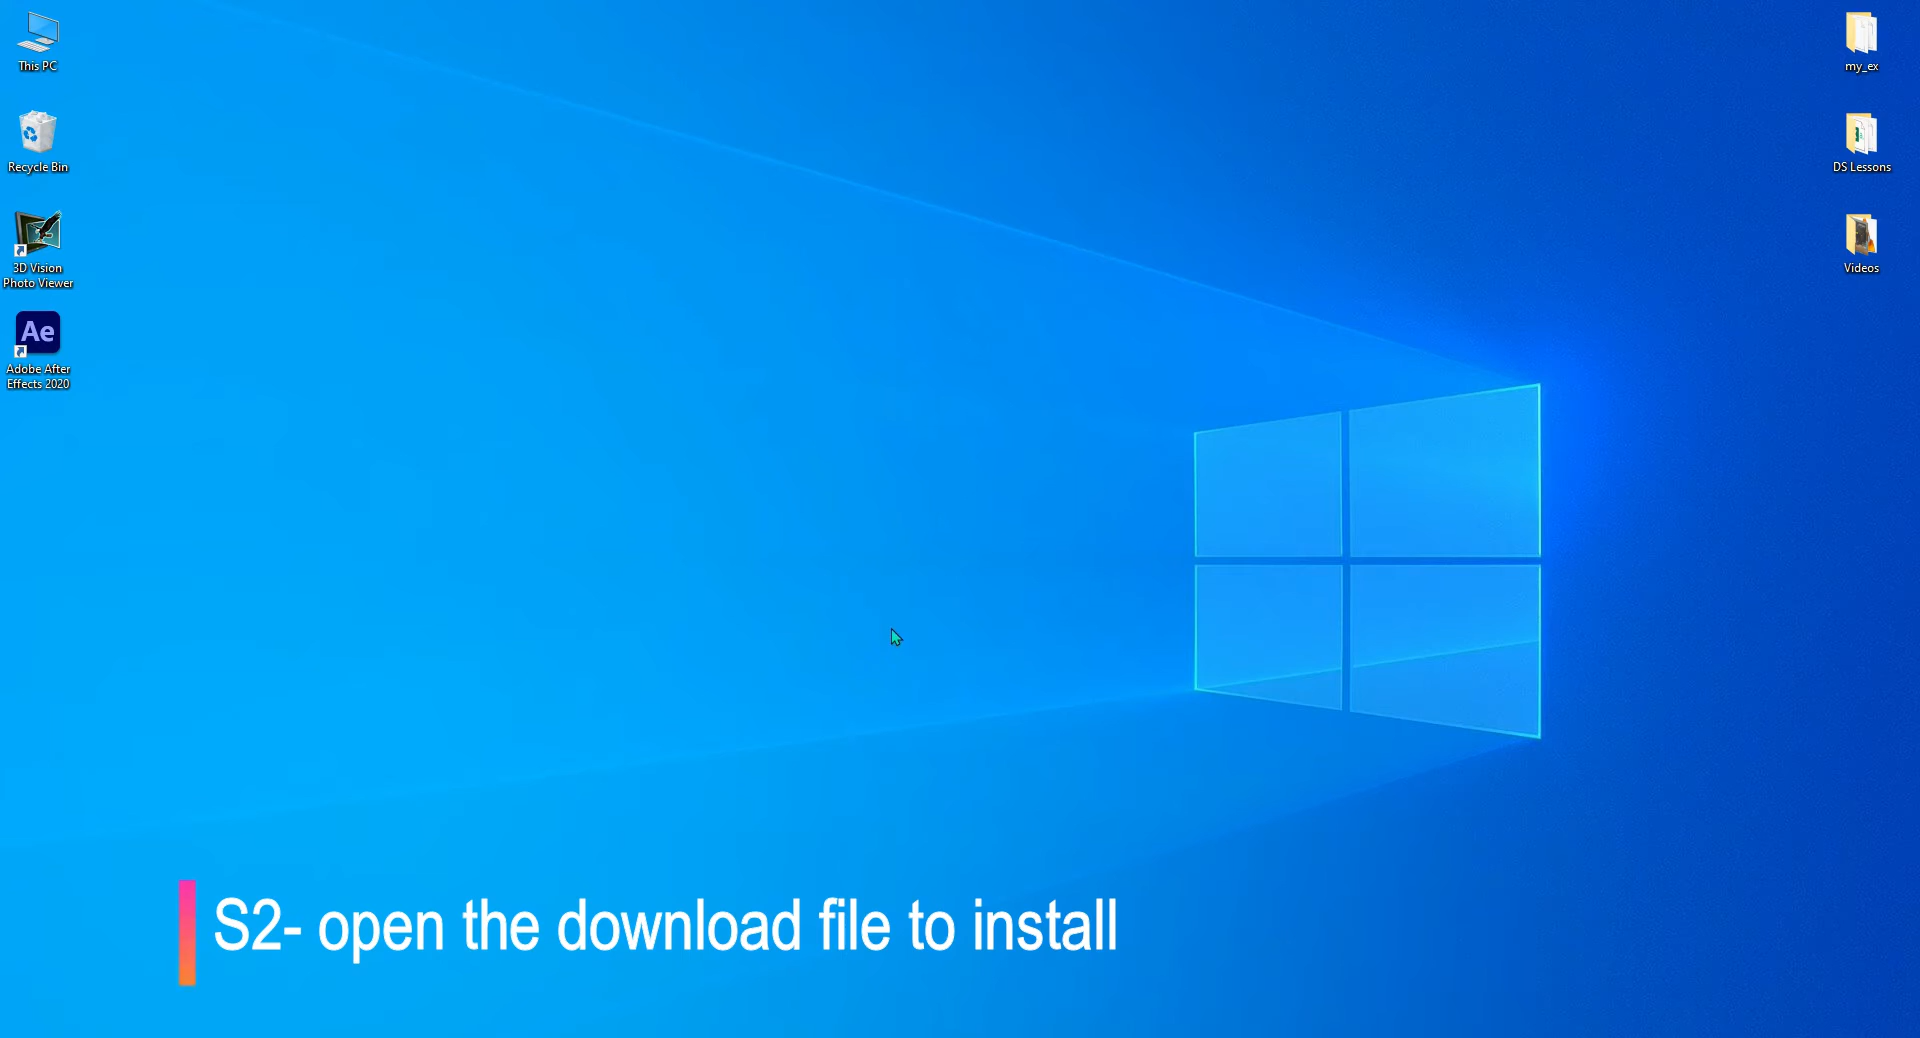 This PC
Recycle Bin
3D Vision
Photo Viewer
Ae
Adobe After
Effects 2020
my_ex
DS Lessons
Videos
S2- open the download file to install